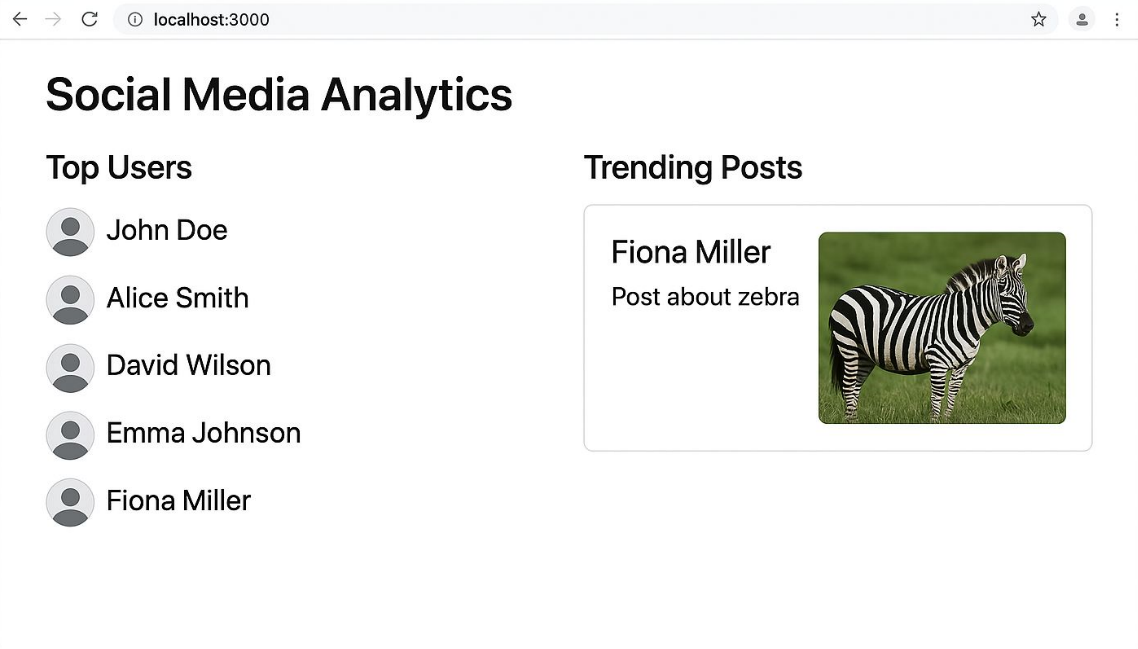 localhost:3000
Social Media Analytics
Top Users
John Doe
Alice Smith
David Wilson
Emma Johnson
Fiona Miller
Trending Posts
Fiona Miller
Post about zebra